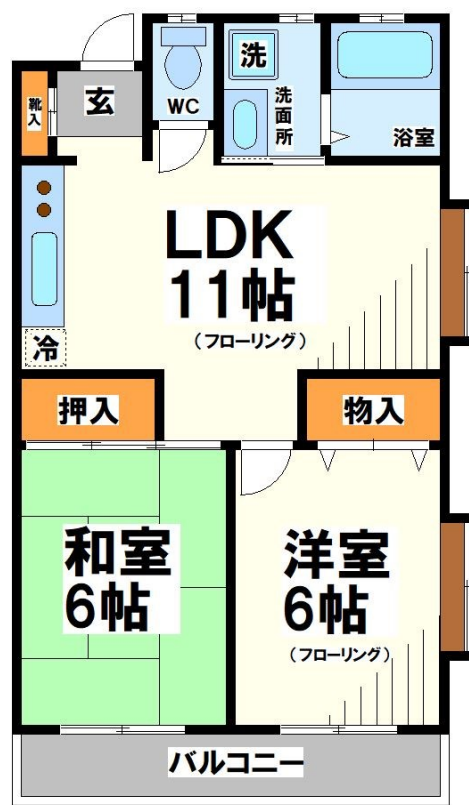 洗
玄
靴入
WC
洗面所
浴室
LDK
11帖
(フローリング)
冷
押入
物入
和室
6帖
洋室
6帖
(フローリング)
バルコニー